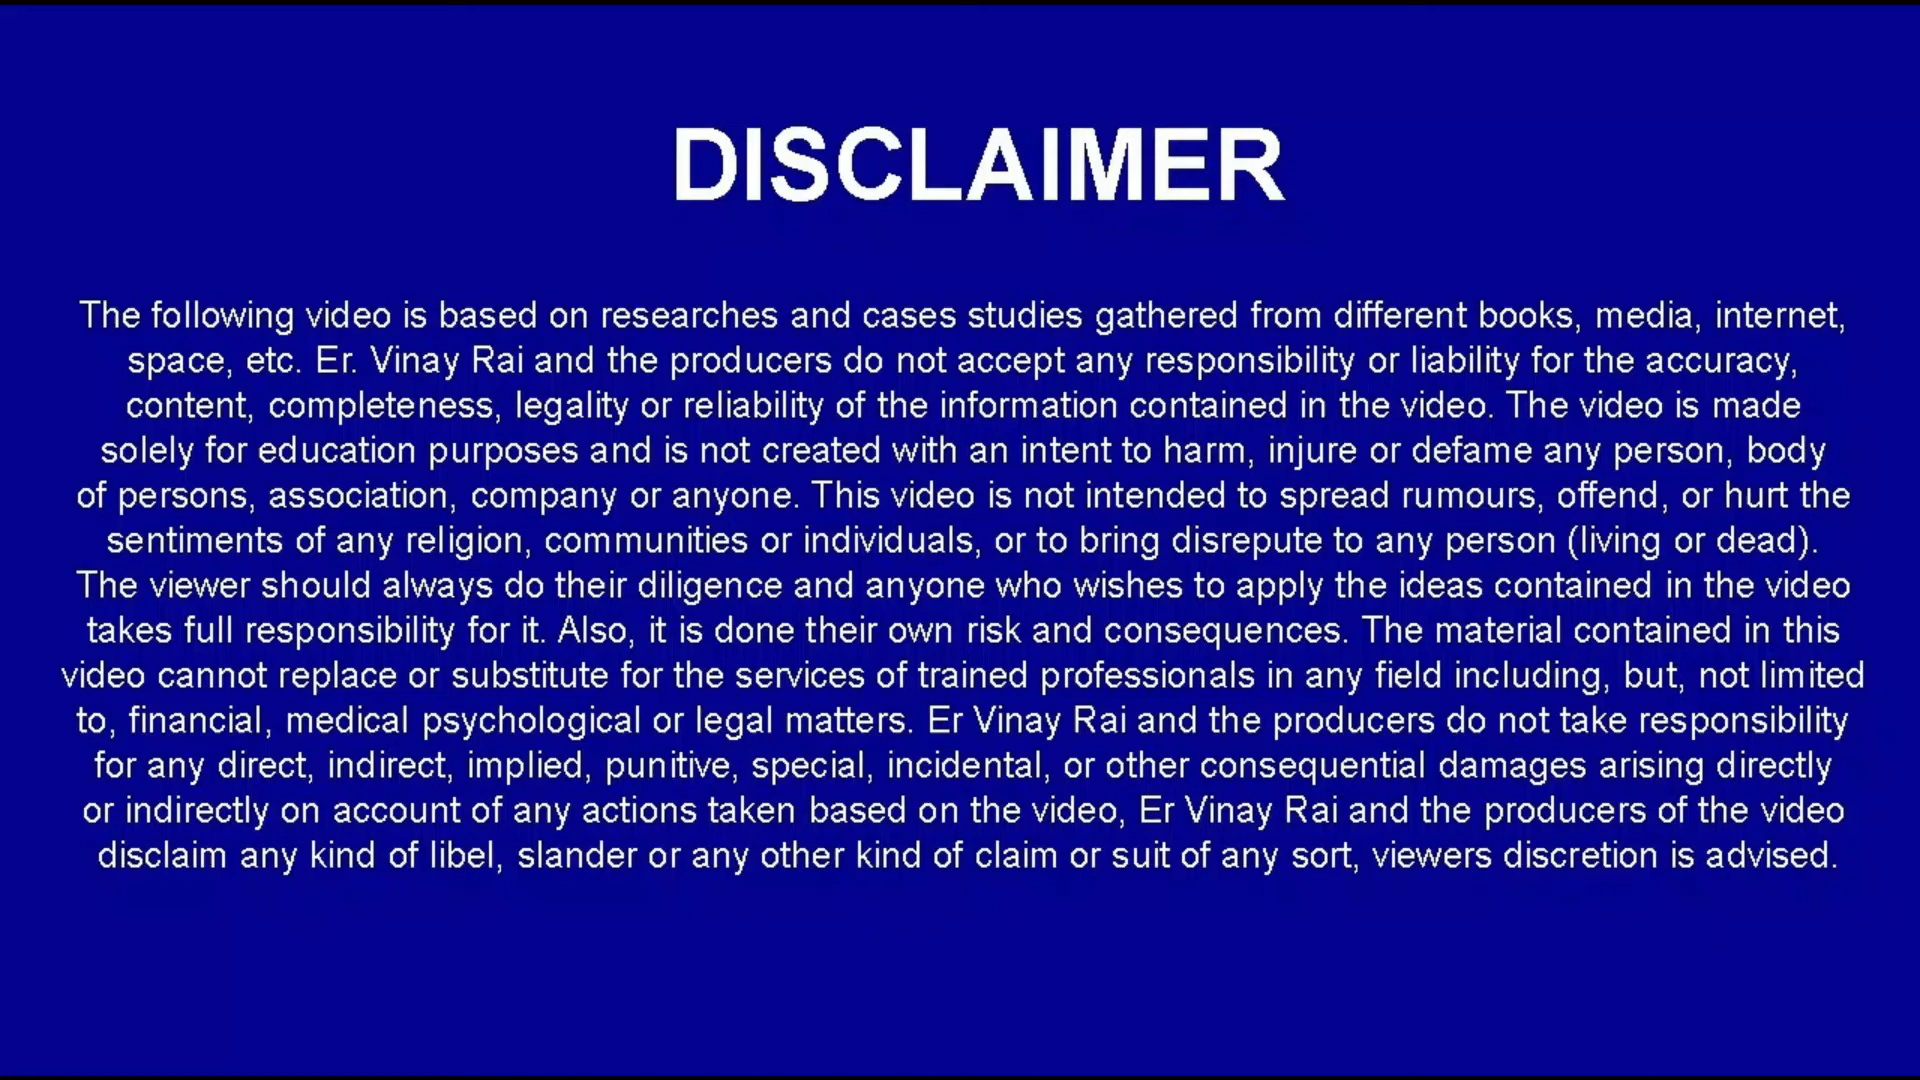 DISCLAIMER
The following video is based on researches and cases studies gathered from different books, media, internet,
space, etc. Er. Vinay Rai and the producers do not accept any responsibility or liability for the accuracy,
content, completeness, legality or reliability of the information contained in the video. The video is made
solely for education purposes and is not created with an intent to harm, injure or defame any person, body
of persons, association, company or anyone. This video is not intended to spread rumours, offend, or hurt the
sentiments of any religion, communities or individuals, or to bring disrepute to any person (living or dead).
The viewer should always do their diligence and anyone who wishes to apply the ideas contained in the video
takes full responsibility for it. Also, it is done their own risk and consequences. The material contained in this
video cannot replace or substitute for the services of trained professionals in any field including, but, not limited
to, financial, medical psychological or legal matters. Er Vinay Rai and the producers do not take responsibility
for any direct, indirect, implied, punitive, special, incidental, or other consequential damages arising directly
or indirectly on account of any actions taken based on the video, Er Vinay Rai and the producers of the video
disclaim any kind of libel, slander or any other kind of claim or suit of any sort, viewers discretion is advised.